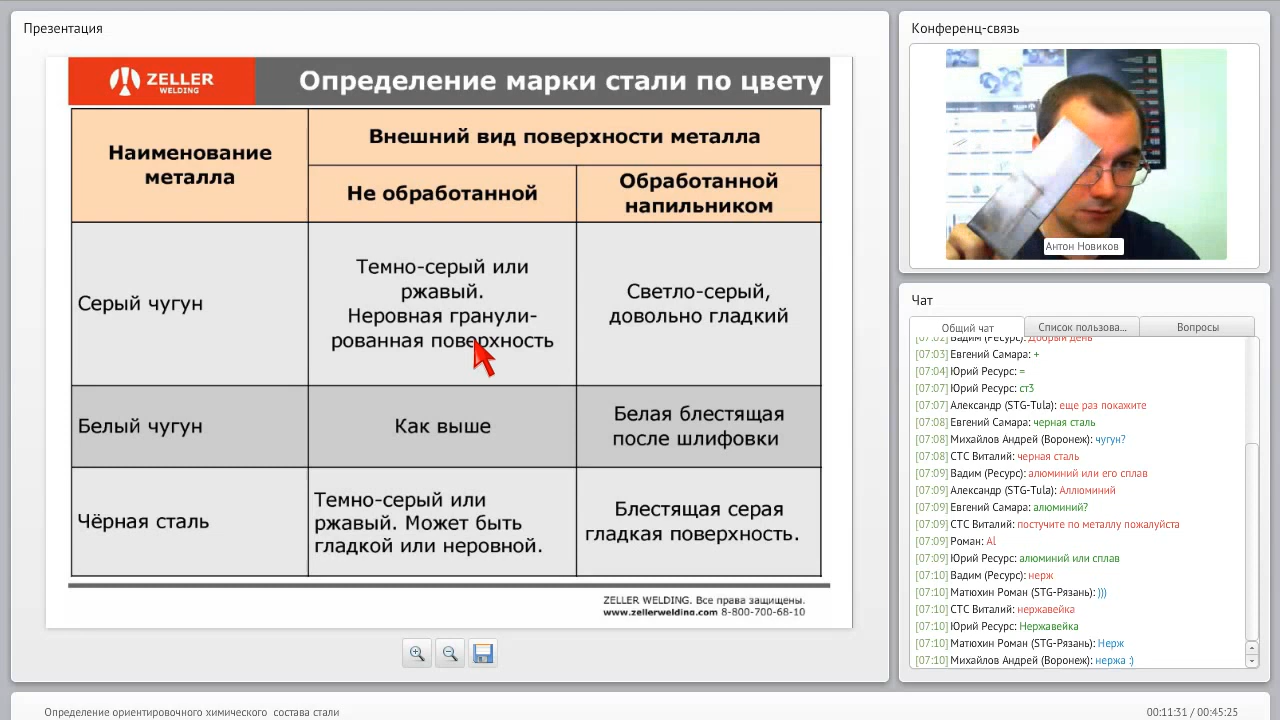 Презентация
ZELLER
WELDING
Определение марки стали по цвету
Наименование
металла
Внешний вид поверхности металла
Не обработанной
Обработанной
напильником
Серый чугун
Темно-серый или
ржавый.
Неровная гранули-
рованная поверхность
Светло-серый,
довольно гладкий
Белый чугун
Как выше
Белая блестящая
после шлифовки
Чёрная сталь
Темно-серый или
ржавый. Может быть
гладкой или неровной.
Блестящая серая
гладкая поверхность.
ZELLER WELDING. Все права защищены.
www.zellerwelding.com 8-800-700-68-10
Конференц-связь
Антон Новиков
Чат
Общий чат
Список пользова...
Вопросы
[07:02] Вадим (Ресурс): Добрый день
[07:03] Евгений Самара: +
[07:04] Юрий Ресурс: =
[07:07] Юрий Ресурс: ст3
[07:07] Александр (STG-Tula): еще раз покажите
[07:08] Евгений Самара: черная сталь
[07:08] Михайлов Андрей (Воронеж): чугун?
[07:08] СТС Виталий: черная сталь
[07:09] Вадим (Ресурс): алюминий или его сплав
[07:09] Александр (STG-Tula): Аллюминий
[07:09] Евгений Самара: алюминий?
[07:09] СТС Виталий: постучите по металлу пожалуйста
[07:09] Роман: Al
[07:09] Юрий Ресурс: алюминий или сплав
[07:10] Вадим (Ресурс): нерж
[07:10] Матюхин Роман (STG-Рязань): )))
[07:10] СТС Виталий: нержавейка
[07:10] Юрий Ресурс: Нержавейка
[07:10] Матюхин Роман (STG-Рязань): Нерж
[07:10] Михайлов Андрей (Воронеж): нержа :)
Определение ориентировочного химического состава стали
00:11:31 / 00:45:25